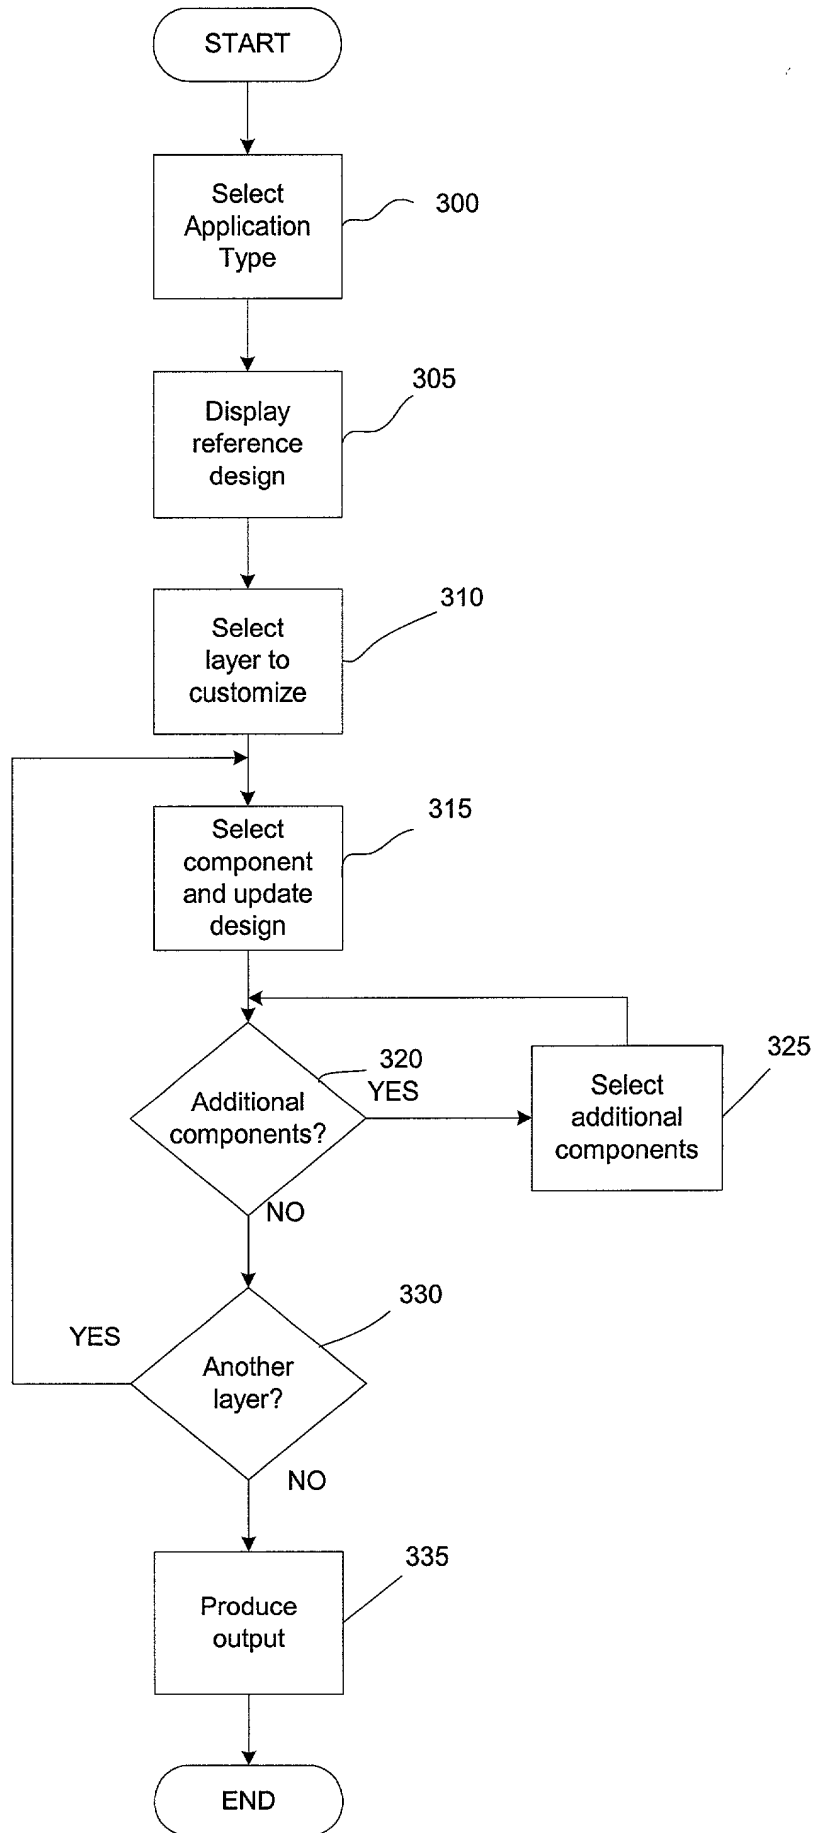 START
Select
Application
Type
300
Display
reference
design
305
Select
layer to
customize
310
Select
component
and update
design
315
Additional
components?
320
YES
Select
additional
components
325
NO
Another
layer?
330
YES
NO
Produce
output
335
END